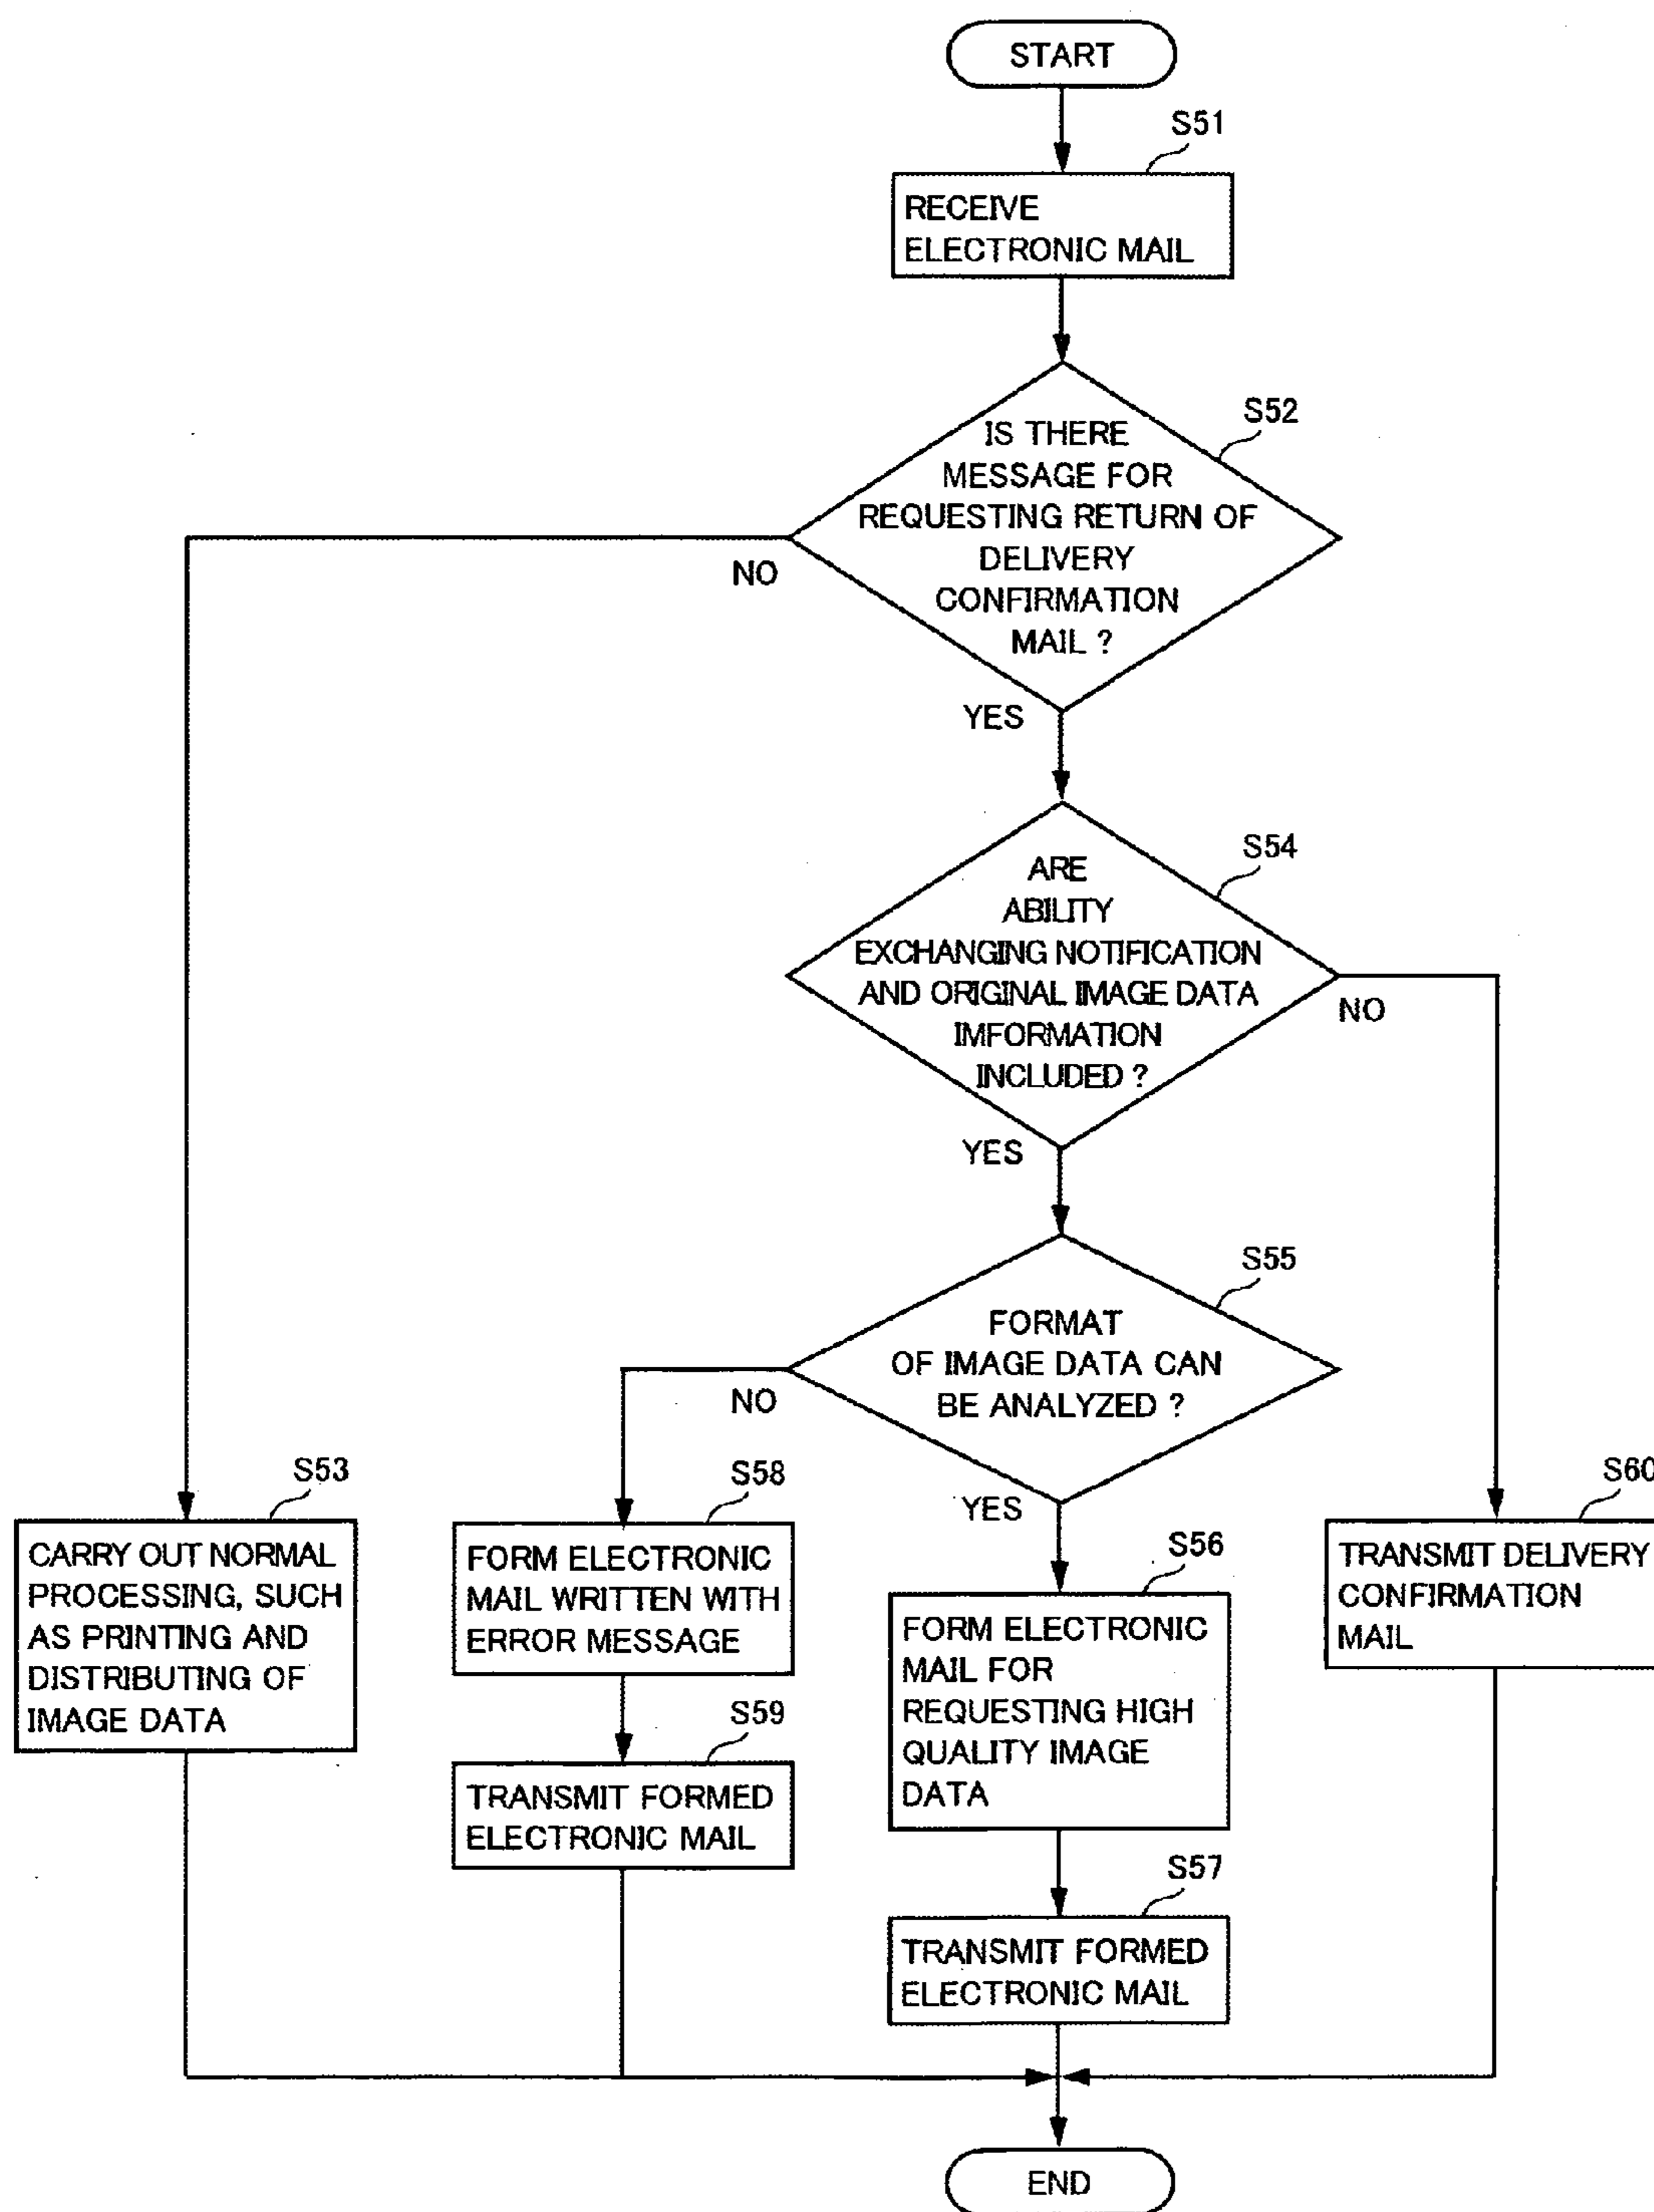 START
S51
RECEIVE
ELECTRONIC MAIL
S52
IS THERE
MESSAGE FOR
REQUESTING RETURN OF
DELIVERY
CONFIRMATION
MAIL ?
NO
YES
S54
ARE
ABILITY
EXCHANGING NOTIFICATION
AND ORIGINAL IMAGE DATA
IMFORMATION
INCLUDED ?
NO
YES
S55
FORMAT
OF IMAGE DATA CAN
BE ANALYZED ?
NO
YES
S53
CARRY OUT NORMAL
PROCESSING, SUCH
AS PRINTING AND
DISTRIBUTING OF
IMAGE DATA
S58
FORM ELECTRONIC
MAIL WRITTEN WITH
ERROR MESSAGE
S59
TRANSMIT FORMED
ELECTRONIC MAIL
S56
FORM ELECTRONIC
MAIL FOR
REQUESTING HIGH
QUALITY IMAGE
DATA
S57
TRANSMIT FORMED
ELECTRONIC MAIL
S60
TRANSMIT DELIVERY
CONFIRMATION
MAIL
END